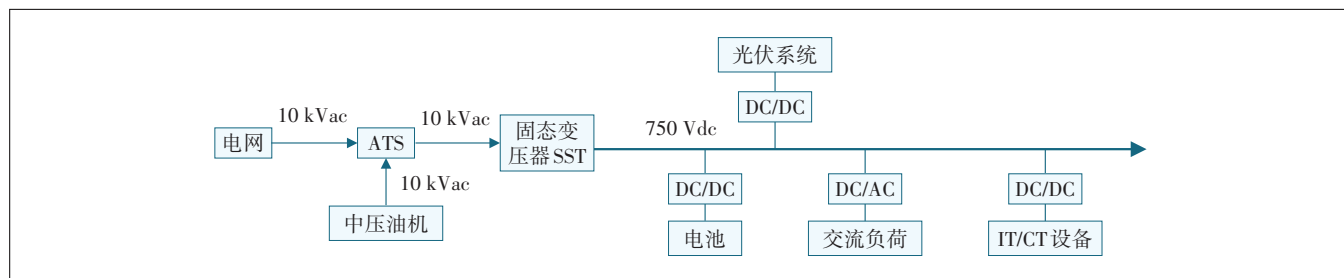 光伏系统
DC/DC
10 kVac
10 kVac
750 Vdc
电网
ATS
固态变
压器SST
10 kVac
中压油机
DC/DC
DC/AC
DC/DC
电池
交流负荷
IT/CT设备